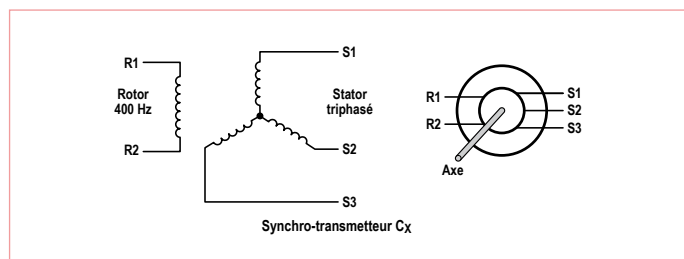 R1
Rotor
400 Hz
R2
S1
Stator
triphasé
S2
S3
R1
R2
S1
S2
S3
Axe
Synchro-transmetteur Cx